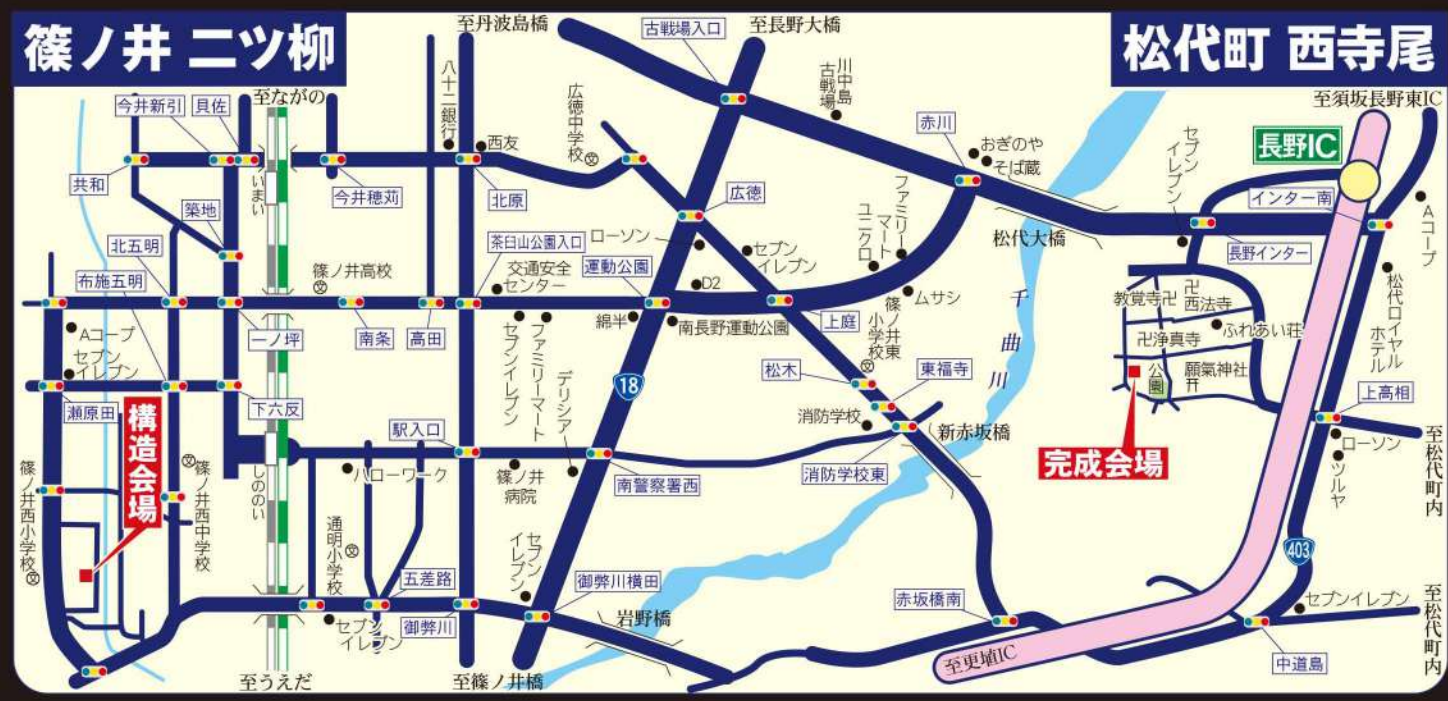 篠ノ井 二ツ柳
松代町 西寺尾
至丹波島橋
古戦場入口
至長野大橋
至須坂長野東IC
今井新引
貝佐
至ながの
八十二銀行
西友
広徳中学校
川中島
古戦場
赤川
おぎのや
そば蔵
セブン
イレブン
長野IC
共和
いまい
今井穂苅
北原
広徳
ファミリー
マート
ユニクロ
松代大橋
インター南
長野インター
Aコープ
築地
北五明
布施五明
篠ノ井高校
茶臼山公園入口
交通安全
センター
ローソン
運動公園
セブン
イレブン
D2
ムサシ
千曲川
教覚寺
西法寺
ふれあい荘
浄真寺
松代ロイヤル
ホテル
Aコープ
セブン
イレブン
一ノ坪
南条
高田
セブンイレブン
ファミリーマート
綿半
南長野運動公園
上庭
篠ノ井東
小学校
公園
願氣神社
瀬原田
下六反
デリシア
18
松木
東福寺
上高相
構造会場
駅入口
消防学校
新赤坂橋
完成会場
ローソン
ツルヤ
至松代町内
篠ノ井西小学校
篠ノ井西中学校
しののい
ハローワーク
篠ノ井
病院
南警察署西
消防学校東
通明小学校
五差路
セブン
イレブン
御幣川横田
403
セブン
イレブン
御幣川
岩野橋
赤坂橋南
セブンイレブン
至松代町内
至うえだ
至篠ノ井橋
至更埴IC
中道島